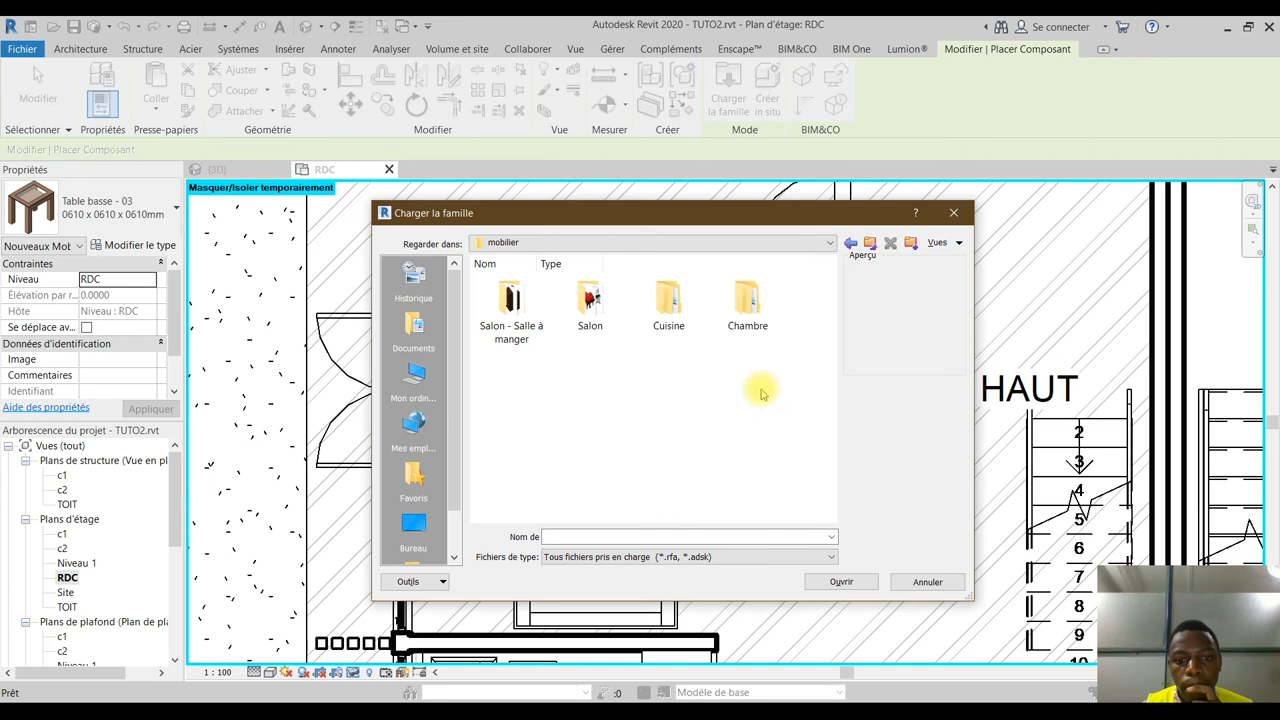 Autodesk Revit 2020 - TUTO2.rvt - Plan d'étage: RDC
Se connecter
Fichier Architecture Structure Acier Systèmes Insérer Annoter Analyser Volume et site Collaborer Vue Gérer Compléments Enscape™ BIM&CO BIM One Lumion® Modifier | Placer Composant
Modifier
Coller
Ajuster
Couper
Attacher
Charger
la famille
Créer
in situ
Sélectionner Propriétés Presse-papiers Géométrie Modifier Vue Mesurer Créer Mode BIM&CO
Modifier | Placer Composant
Propriétés
{3D}
RDC
Masquer/Isoler temporairement
Table basse - 03
0610 x 0610 x 0610mm
Nouveaux Mob
Modifier le type
Contraintes
Niveau RDC
Élévation par r... 0.0000
Hôte Niveau : RDC
Se déplace av...
Données d'identification
Image
Commentaires
Identifiant
Aide des propriétés Appliquer
Arborescence du projet - TUTO2.rvt
Vues (tout)
Plans de structure (Vue en pl
c1
c2
TOIT
Plans d'étage
c1
c2
Niveau 1
RDC
Site
TOIT
Plans de plafond (Plan de pla
c1
Niveau 1
Charger la famille
Regarder dans: mobilier
Vues
Aperçu
Nom Type
Historique
Documents
Mon ordin...
Mes empl...
Favoris
Bureau
Salon - Salle à
manger
Salon
Cuisine
Chambre
Nom de
Fichiers de type: Tous fichiers pris en charge (*.rfa, *.adsk)
Outils Ouvrir Annuler
HAUT
2
3
4
5
6
7
8
9
10
1 : 100
Prêt
:0
Modèle de base